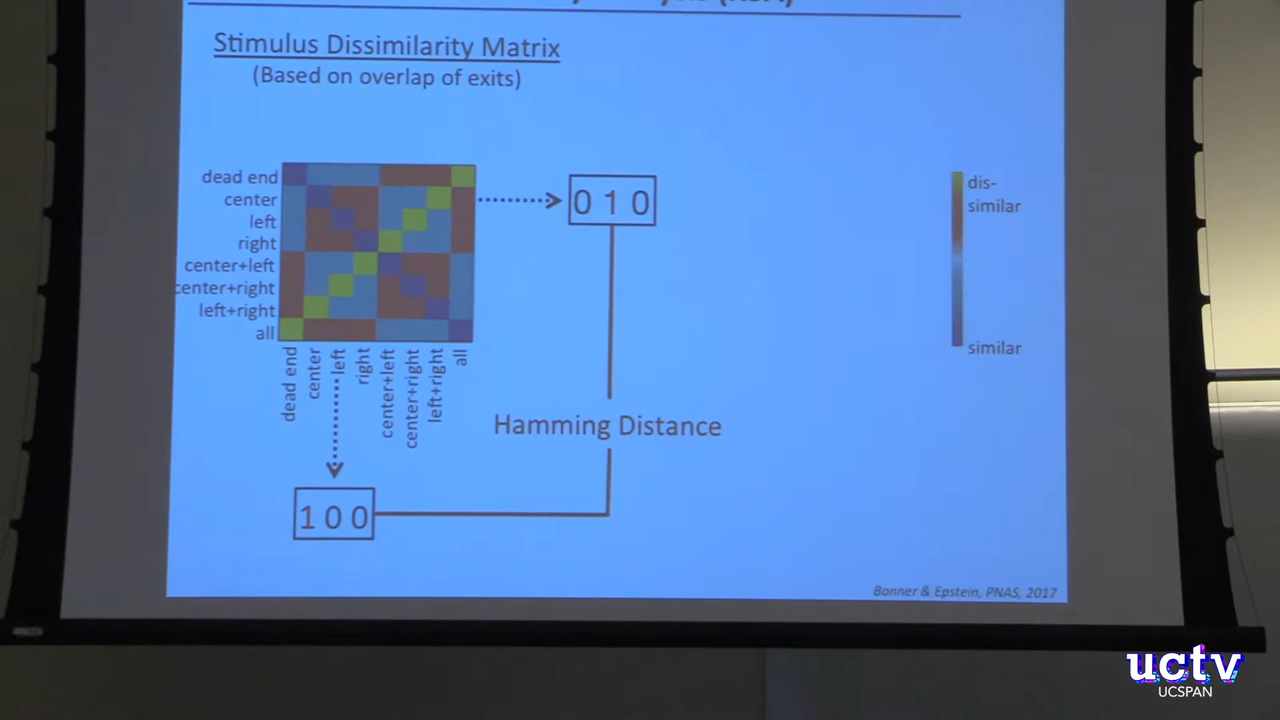 Stimulus Dissimilarity Matrix
(Based on overlap of exits)
dead end
center
left
right
center+left
center+right
left+right
all
dead end
center
left
right
center+left
center+right
left+right
all
0 1 0
1 0 0
Hamming Distance
dis-
similar
similar
Bonner & Epstein, PNAS, 2017
uctv
UCSPAN